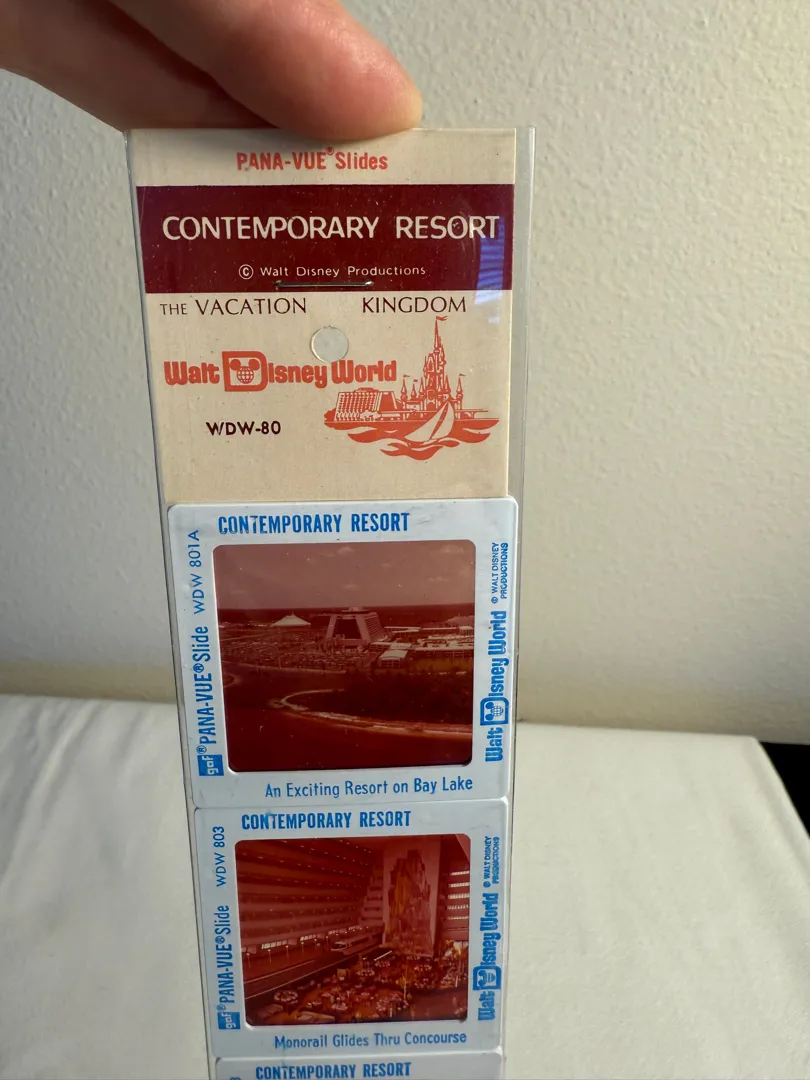 PANA-VUE® Slides
CONTEMPORARY RESORT
© Walt Disney Productions
THE VACATION KINGDOM
Walt Disney World
WDW-80
CONTEMPORARY RESORT
gaf® PANA-VUE® Slide WDW 801A
Walt Disney World © WALT DISNEY PRODUCTIONS
An Exciting Resort on Bay Lake
CONTEMPORARY RESORT
gaf® PANA-VUE® Slide WDW 803
Walt Disney World © WALT DISNEY PRODUCTIONS
Monorail Glides Thru Concourse
CONTEMPORARY RESORT